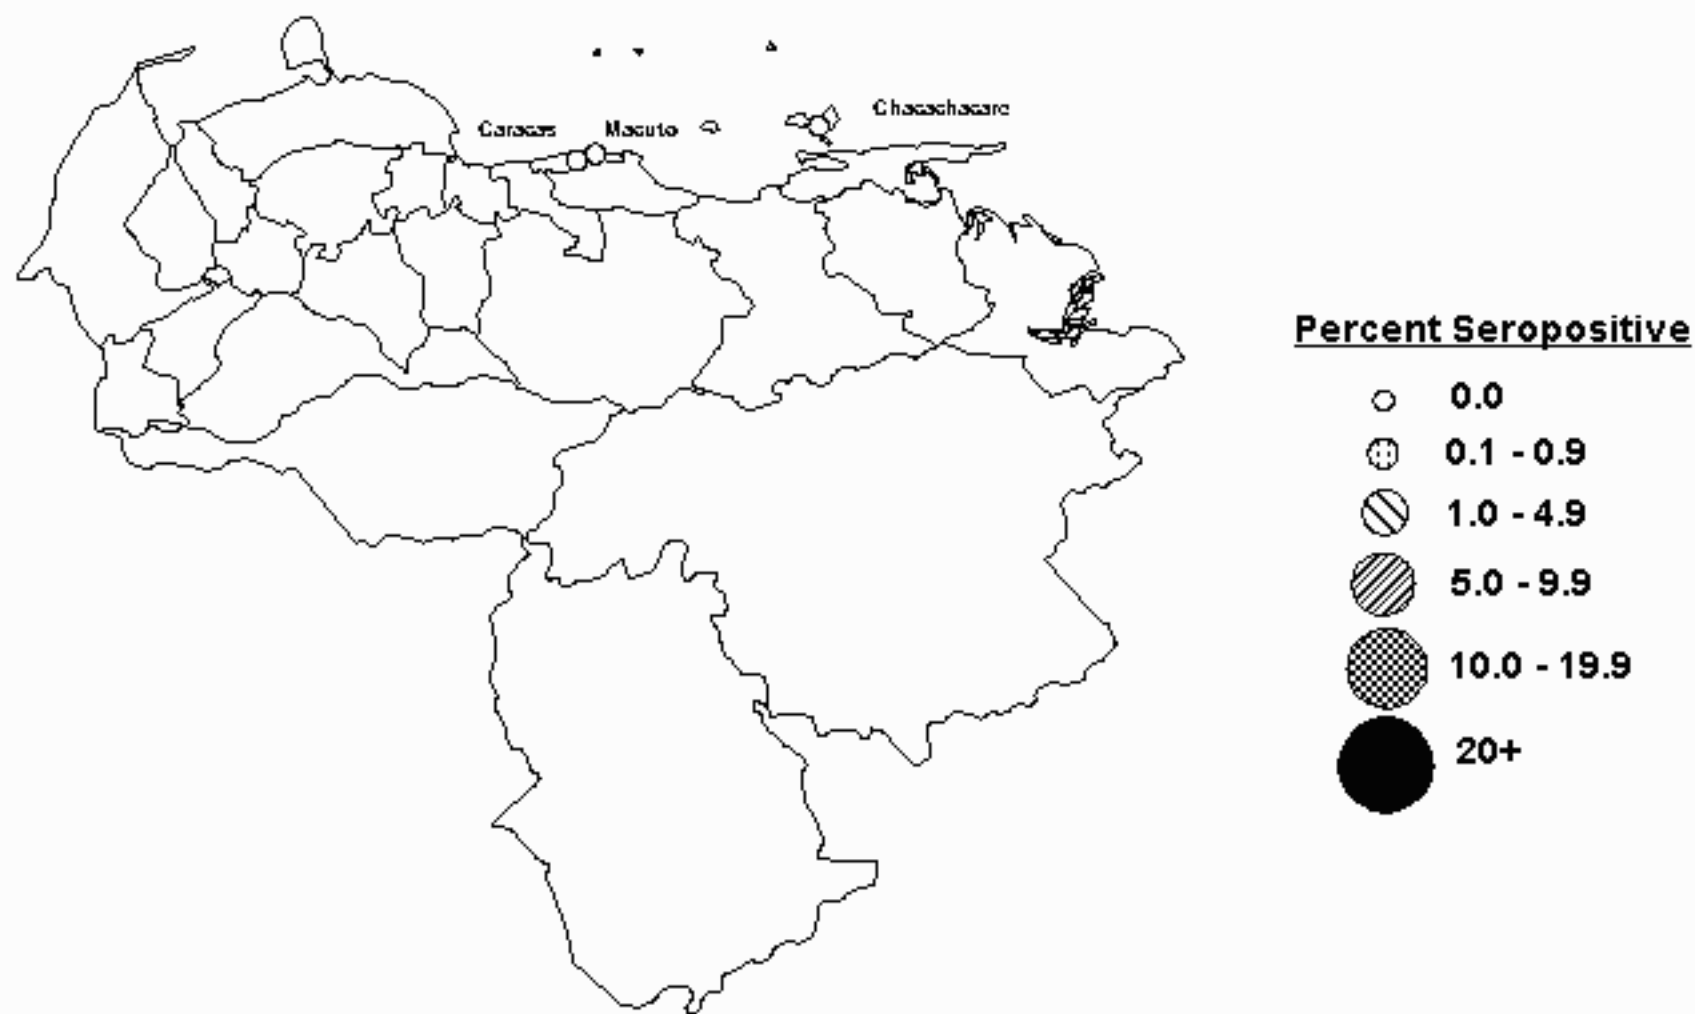 Chacachacare
Caracas
Macuto
Percent Seropositive
0.0
0.1 - 0.9
1.0 - 4.9
5.0 - 9.9
10.0 - 19.9
20+